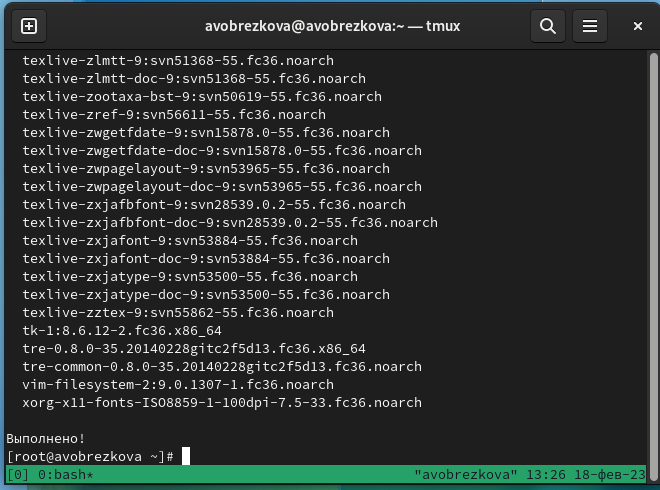 avobrezkova@avobrezkova:~ — tmux
texlive-zlmtt-9:svn51368-55.fc36.noarch
texlive-zlmtt-doc-9:svn51368-55.fc36.noarch
texlive-zootaxa-bst-9:svn50619-55.fc36.noarch
texlive-zref-9:svn56611-55.fc36.noarch
texlive-zwgetfdate-9:svn15878.0-55.fc36.noarch
texlive-zwgetfdate-doc-9:svn15878.0-55.fc36.noarch
texlive-zwpagelayout-9:svn53965-55.fc36.noarch
texlive-zwpagelayout-doc-9:svn53965-55.fc36.noarch
texlive-zxjafbfont-9:svn28539.0.2-55.fc36.noarch
texlive-zxjafbfont-doc-9:svn28539.0.2-55.fc36.noarch
texlive-zxjafont-9:svn53884-55.fc36.noarch
texlive-zxjafont-doc-9:svn53884-55.fc36.noarch
texlive-zxjatype-9:svn53500-55.fc36.noarch
texlive-zxjatype-doc-9:svn53500-55.fc36.noarch
texlive-zztex-9:svn55862-55.fc36.noarch
tk-1:8.6.12-2.fc36.x86_64
tre-0.8.0-35.20140228gitc2f5d13.fc36.x86_64
tre-common-0.8.0-35.20140228gitc2f5d13.fc36.noarch
vim-filesystem-2:9.0.1307-1.fc36.noarch
xorg-x11-fonts-ISO8859-1-100dpi-7.5-33.fc36.noarch
Выполнено!
[root@avobrezkova ~]#
[0] 0:bash* "avobrezkova" 13:26 18-фев-23